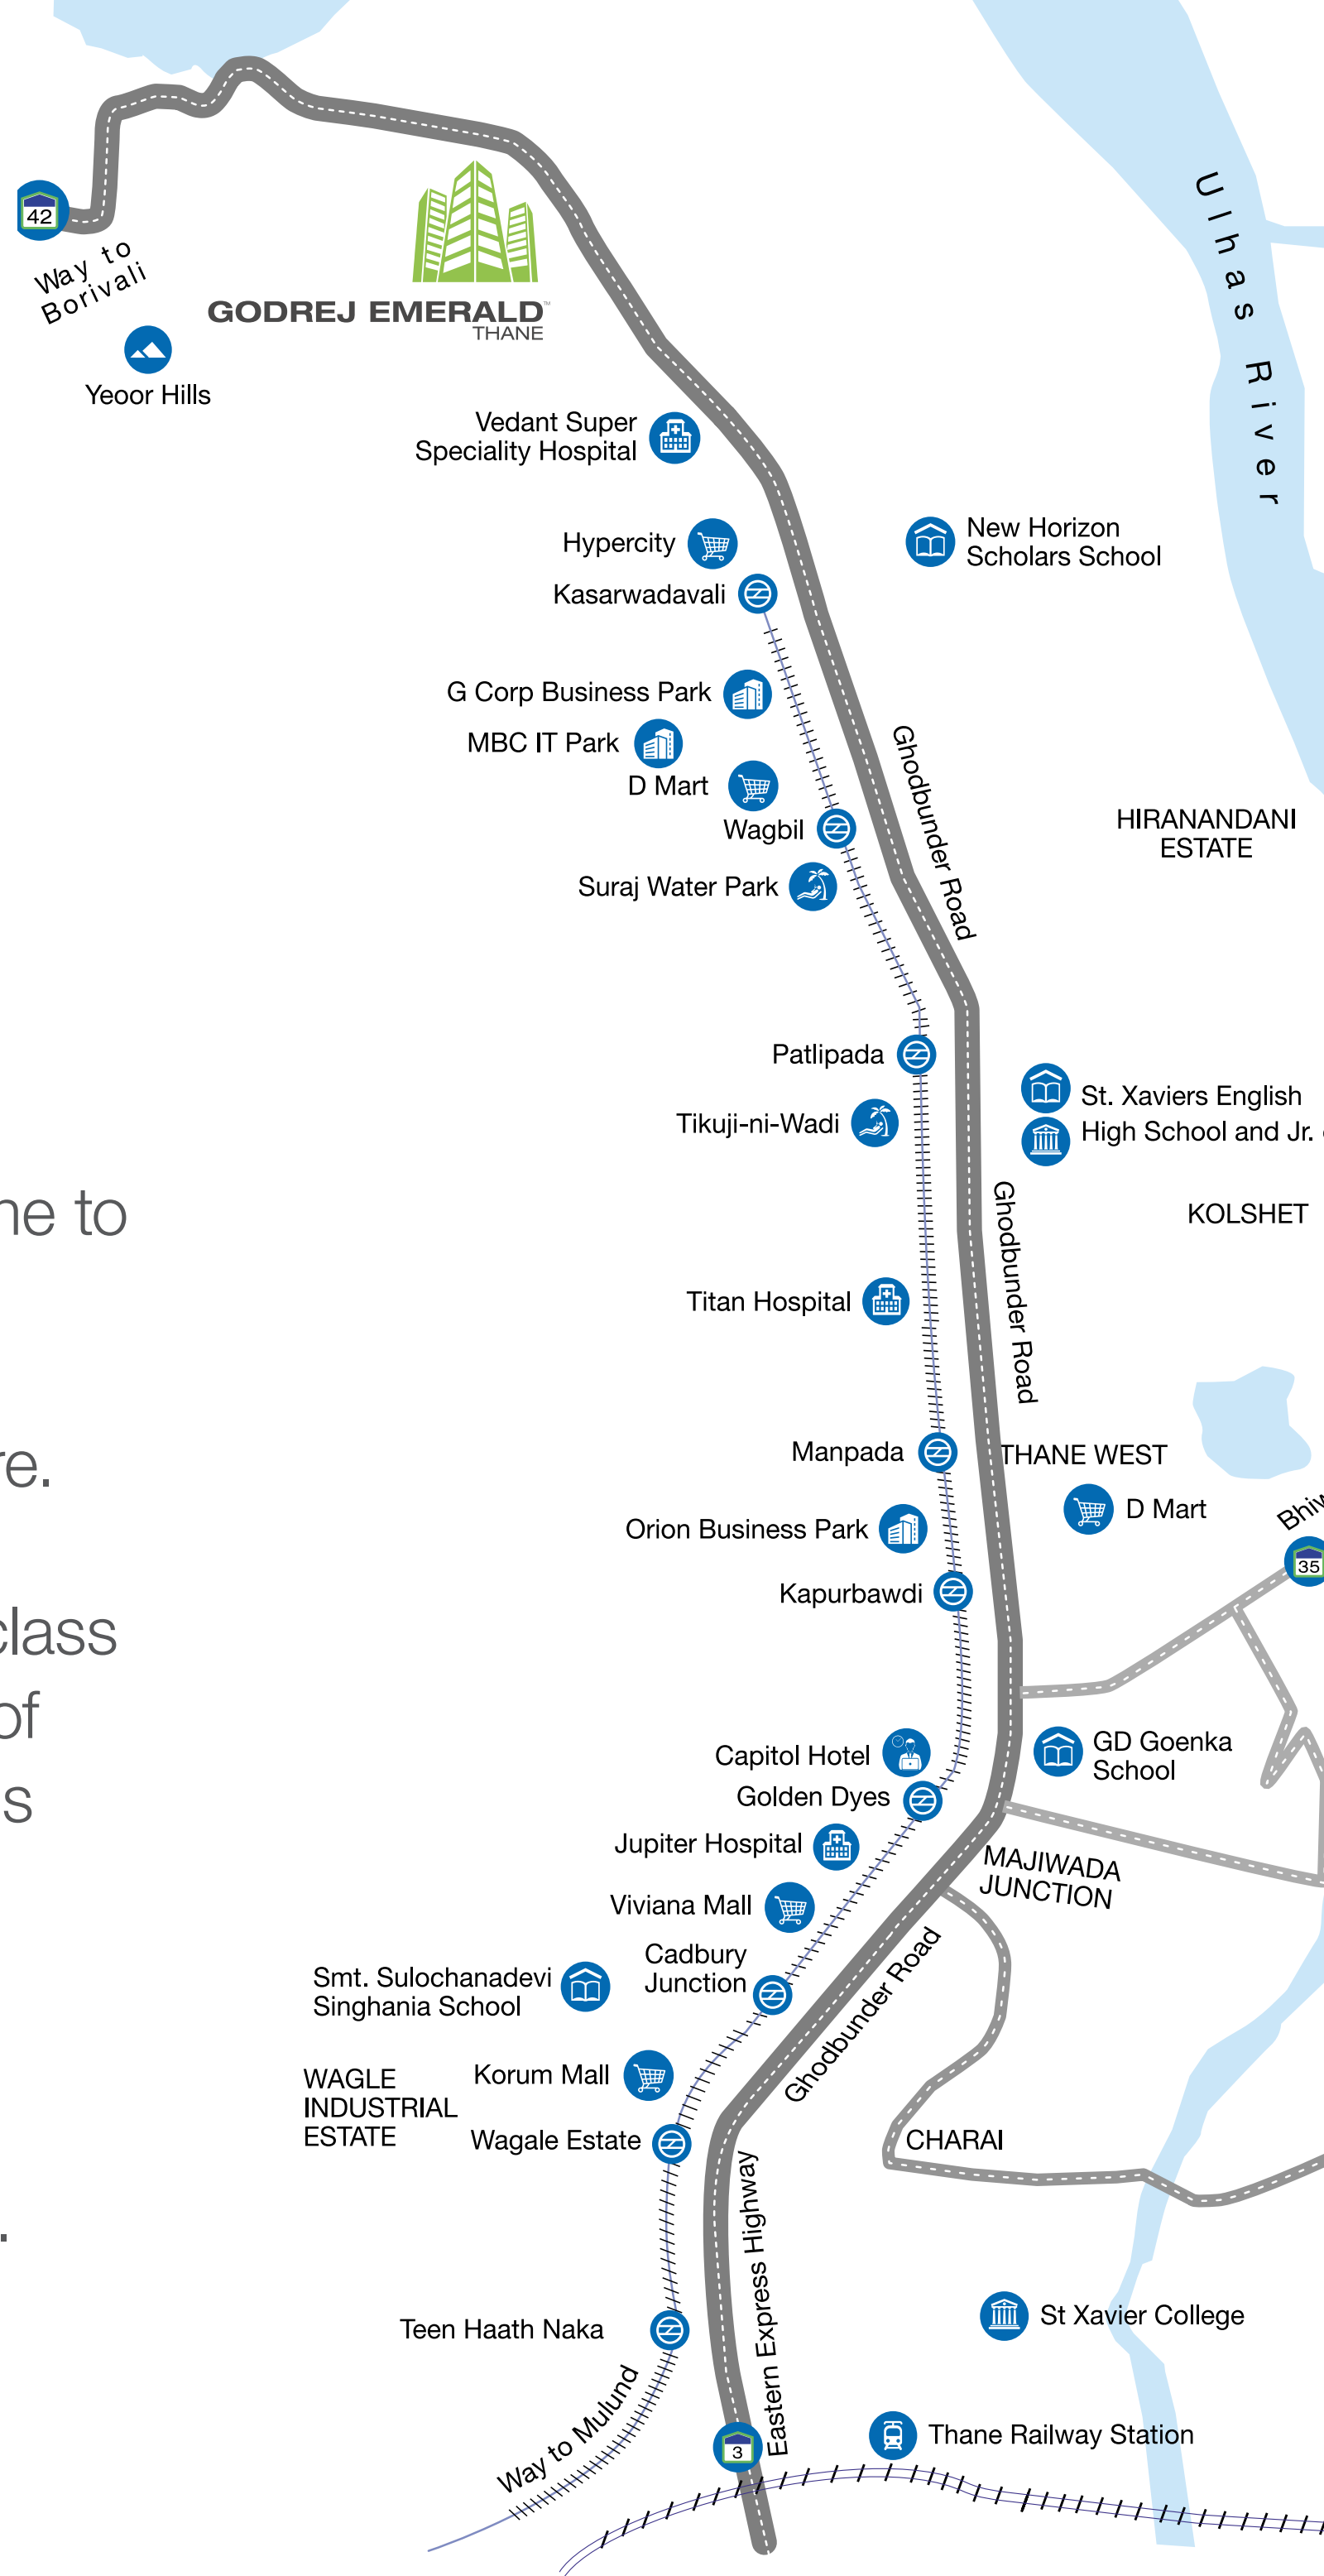 Ulhas River
42
Way to
Borivali
GODREJ EMERALD™
THANE
Yeoor Hills
Vedant Super
Speciality Hospital
New Horizon
Scholars School
Hypercity
Kasarwadavali
G Corp Business Park
MBC IT Park
D Mart
Ghodbunder Road
Wagbil
HIRANANDANI
ESTATE
Suraj Water Park
Patlipada
St. Xaviers English
High School and Jr.
Tikuji-ni-Wadi
to
KOLSHET
Ghodbunder Road
Titan Hospital
Manpada
THANE WEST
re.
D Mart
Orion Business Park
35
Kapurbawdi
class
of
GD Goenka
School
Capitol Hotel
Golden Dyes
s
Jupiter Hospital
MAJIWADA
JUNCTION
Viviana Mall
Cadbury
Junction
Ghodbunder Road
Smt. Sulochanadevi
Singhania School
Korum Mall
WAGLE
INDUSTRIAL
ESTATE
Wagale Estate
CHARAI
Eastern Express Highway
.
St Xavier College
Teen Haath Naka
Way to Mulund
3
Thane Railway Station